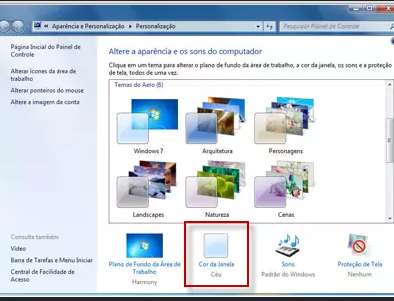 « Aparência e Personalização ▸ Personalização
Pesquisar Painel de Controle
Página Inicial do Painel de
Controle
Alterar ícones da área de
trabalho
Alterar ponteiros do mouse
Altere a imagem da conta
Consulte também
Vídeo
Barra de Tarefas e Menu Iniciar
Central de Facilidade de
Acesso
Altere a aparência e os sons do computador
Clique em um tema para alterar o plano de fundo da área de trabalho, a cor da janela, os sons e a proteção
de tela, todos de uma vez.
Temas do Aero (6)
Windows 7
Arquitetura
Personagens
Landscapes
Natureza
Cenas
Plano de Fundo da Área de
Trabalho
Harmony
Cor da Janela
Céu
Sons
Padrão do Windows
Proteção de Tela
Nenhum